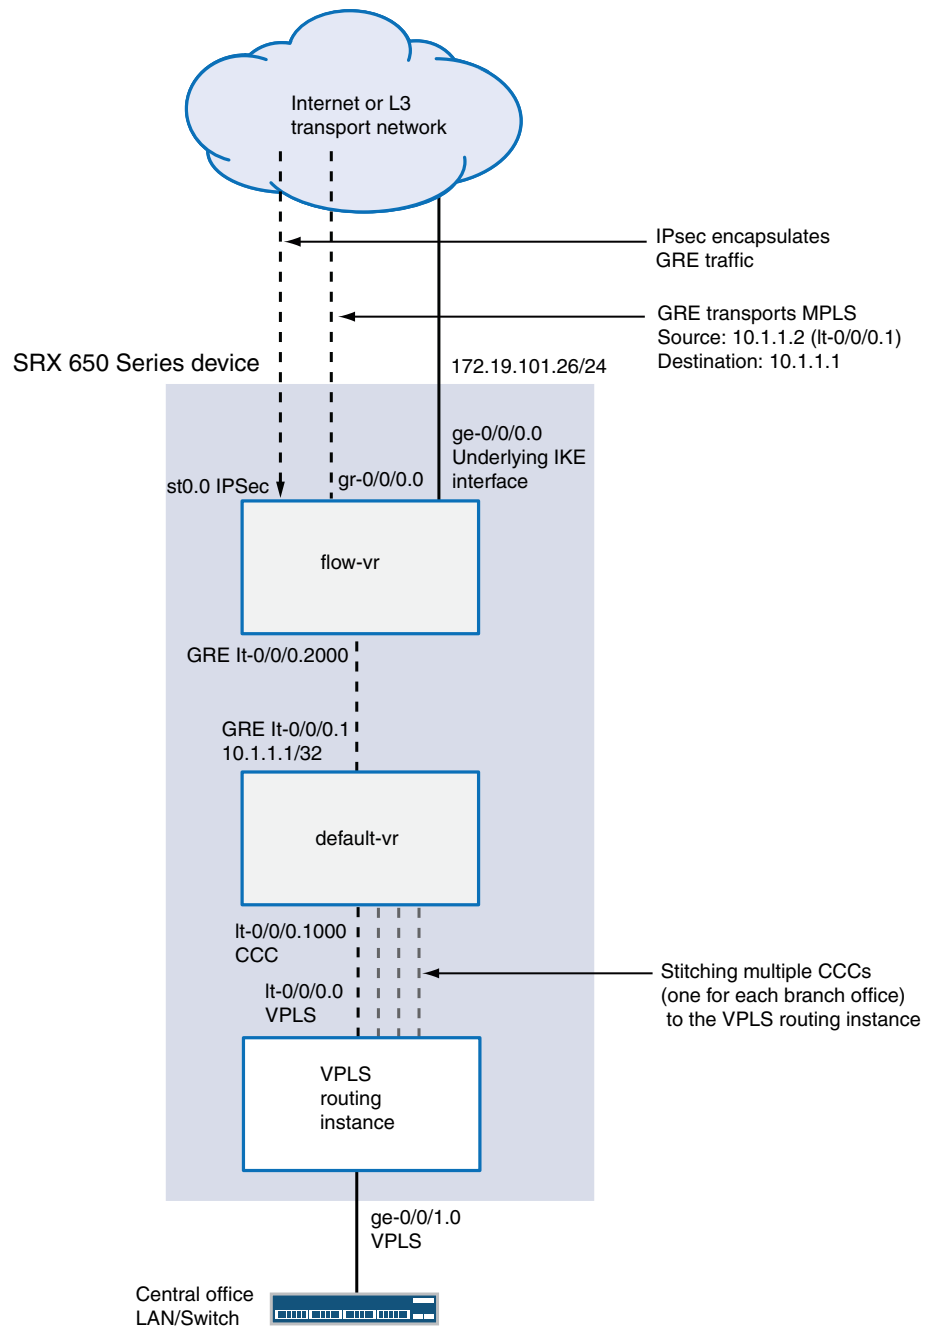 Internet or L3
transport network
IPsec encapsulates
GRE traffic
GRE transports MPLS
Source: 10.1.1.2 (lt-0/0/0.1)
Destination: 10.1.1.1
SRX 650 Series device
172.19.101.26/24
ge-0/0/0.0
Underlying IKE
interface
st0.0 IPSec
gr-0/0/0.0
flow-vr
GRE lt-0/0/0.2000
GRE lt-0/0/0.1
10.1.1.1/32
default-vr
lt-0/0/0.1000
CCC
lt-0/0/0.0
VPLS
Stitching multiple CCCs
(one for each branch office)
to the VPLS routing instance
VPLS
routing
instance
ge-0/0/1.0
VPLS
Central office
LAN/Switch